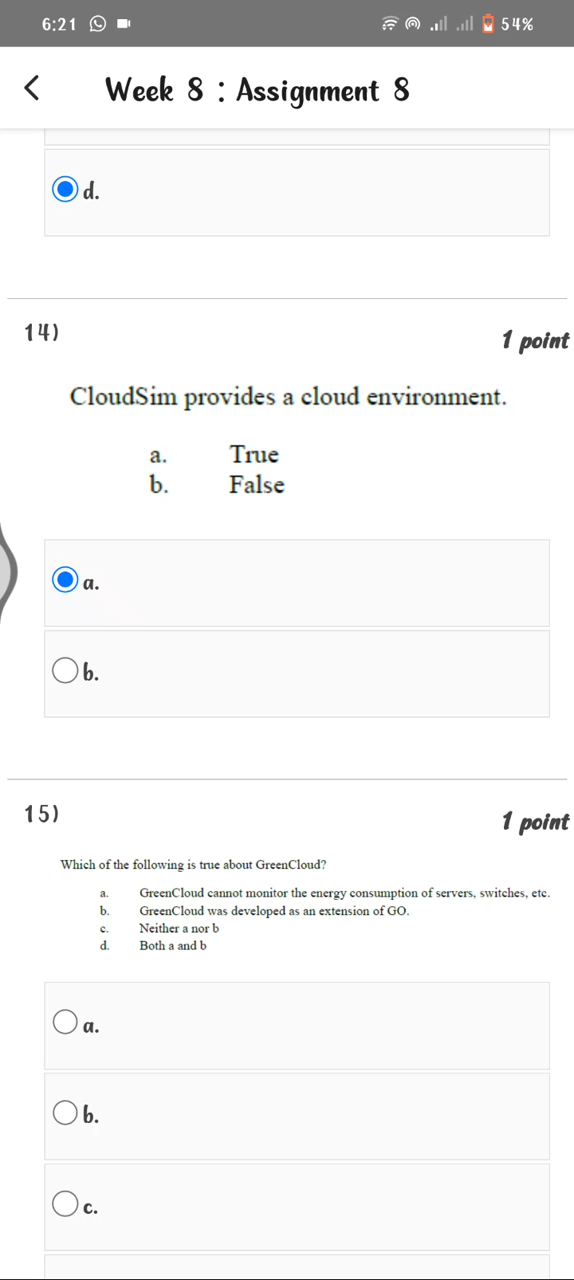 6:21 54%
Week 8 : Assignment 8
d.
14)
1 point
CloudSim provides a cloud environment.
a. True
b. False
a.
b.
15)
1 point
Which of the following is true about GreenCloud?
a. GreenCloud cannot monitor the energy consumption of servers, switches, etc.
b. GreenCloud was developed as an extension of GO.
c. Neither a nor b
d. Both a and b
a.
b.
c.